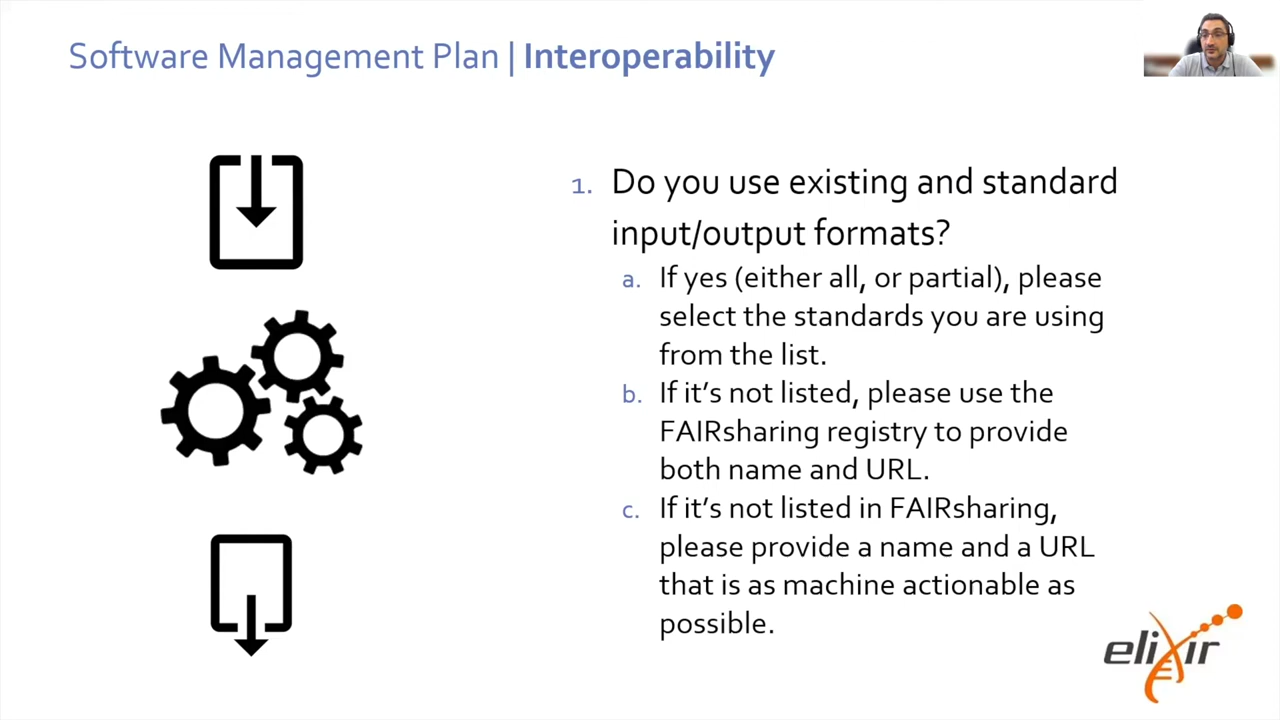 Software Management Plan | Interoperability
1. Do you use existing and standard
input/output formats?
a. If yes (either all, or partial), please
select the standards you are using
from the list.
b. If it’s not listed, please use the
FAIRsharing registry to provide
both name and URL.
c. If it’s not listed in FAIRsharing,
please provide a name and a URL
that is as machine actionable as
possible.
elixir